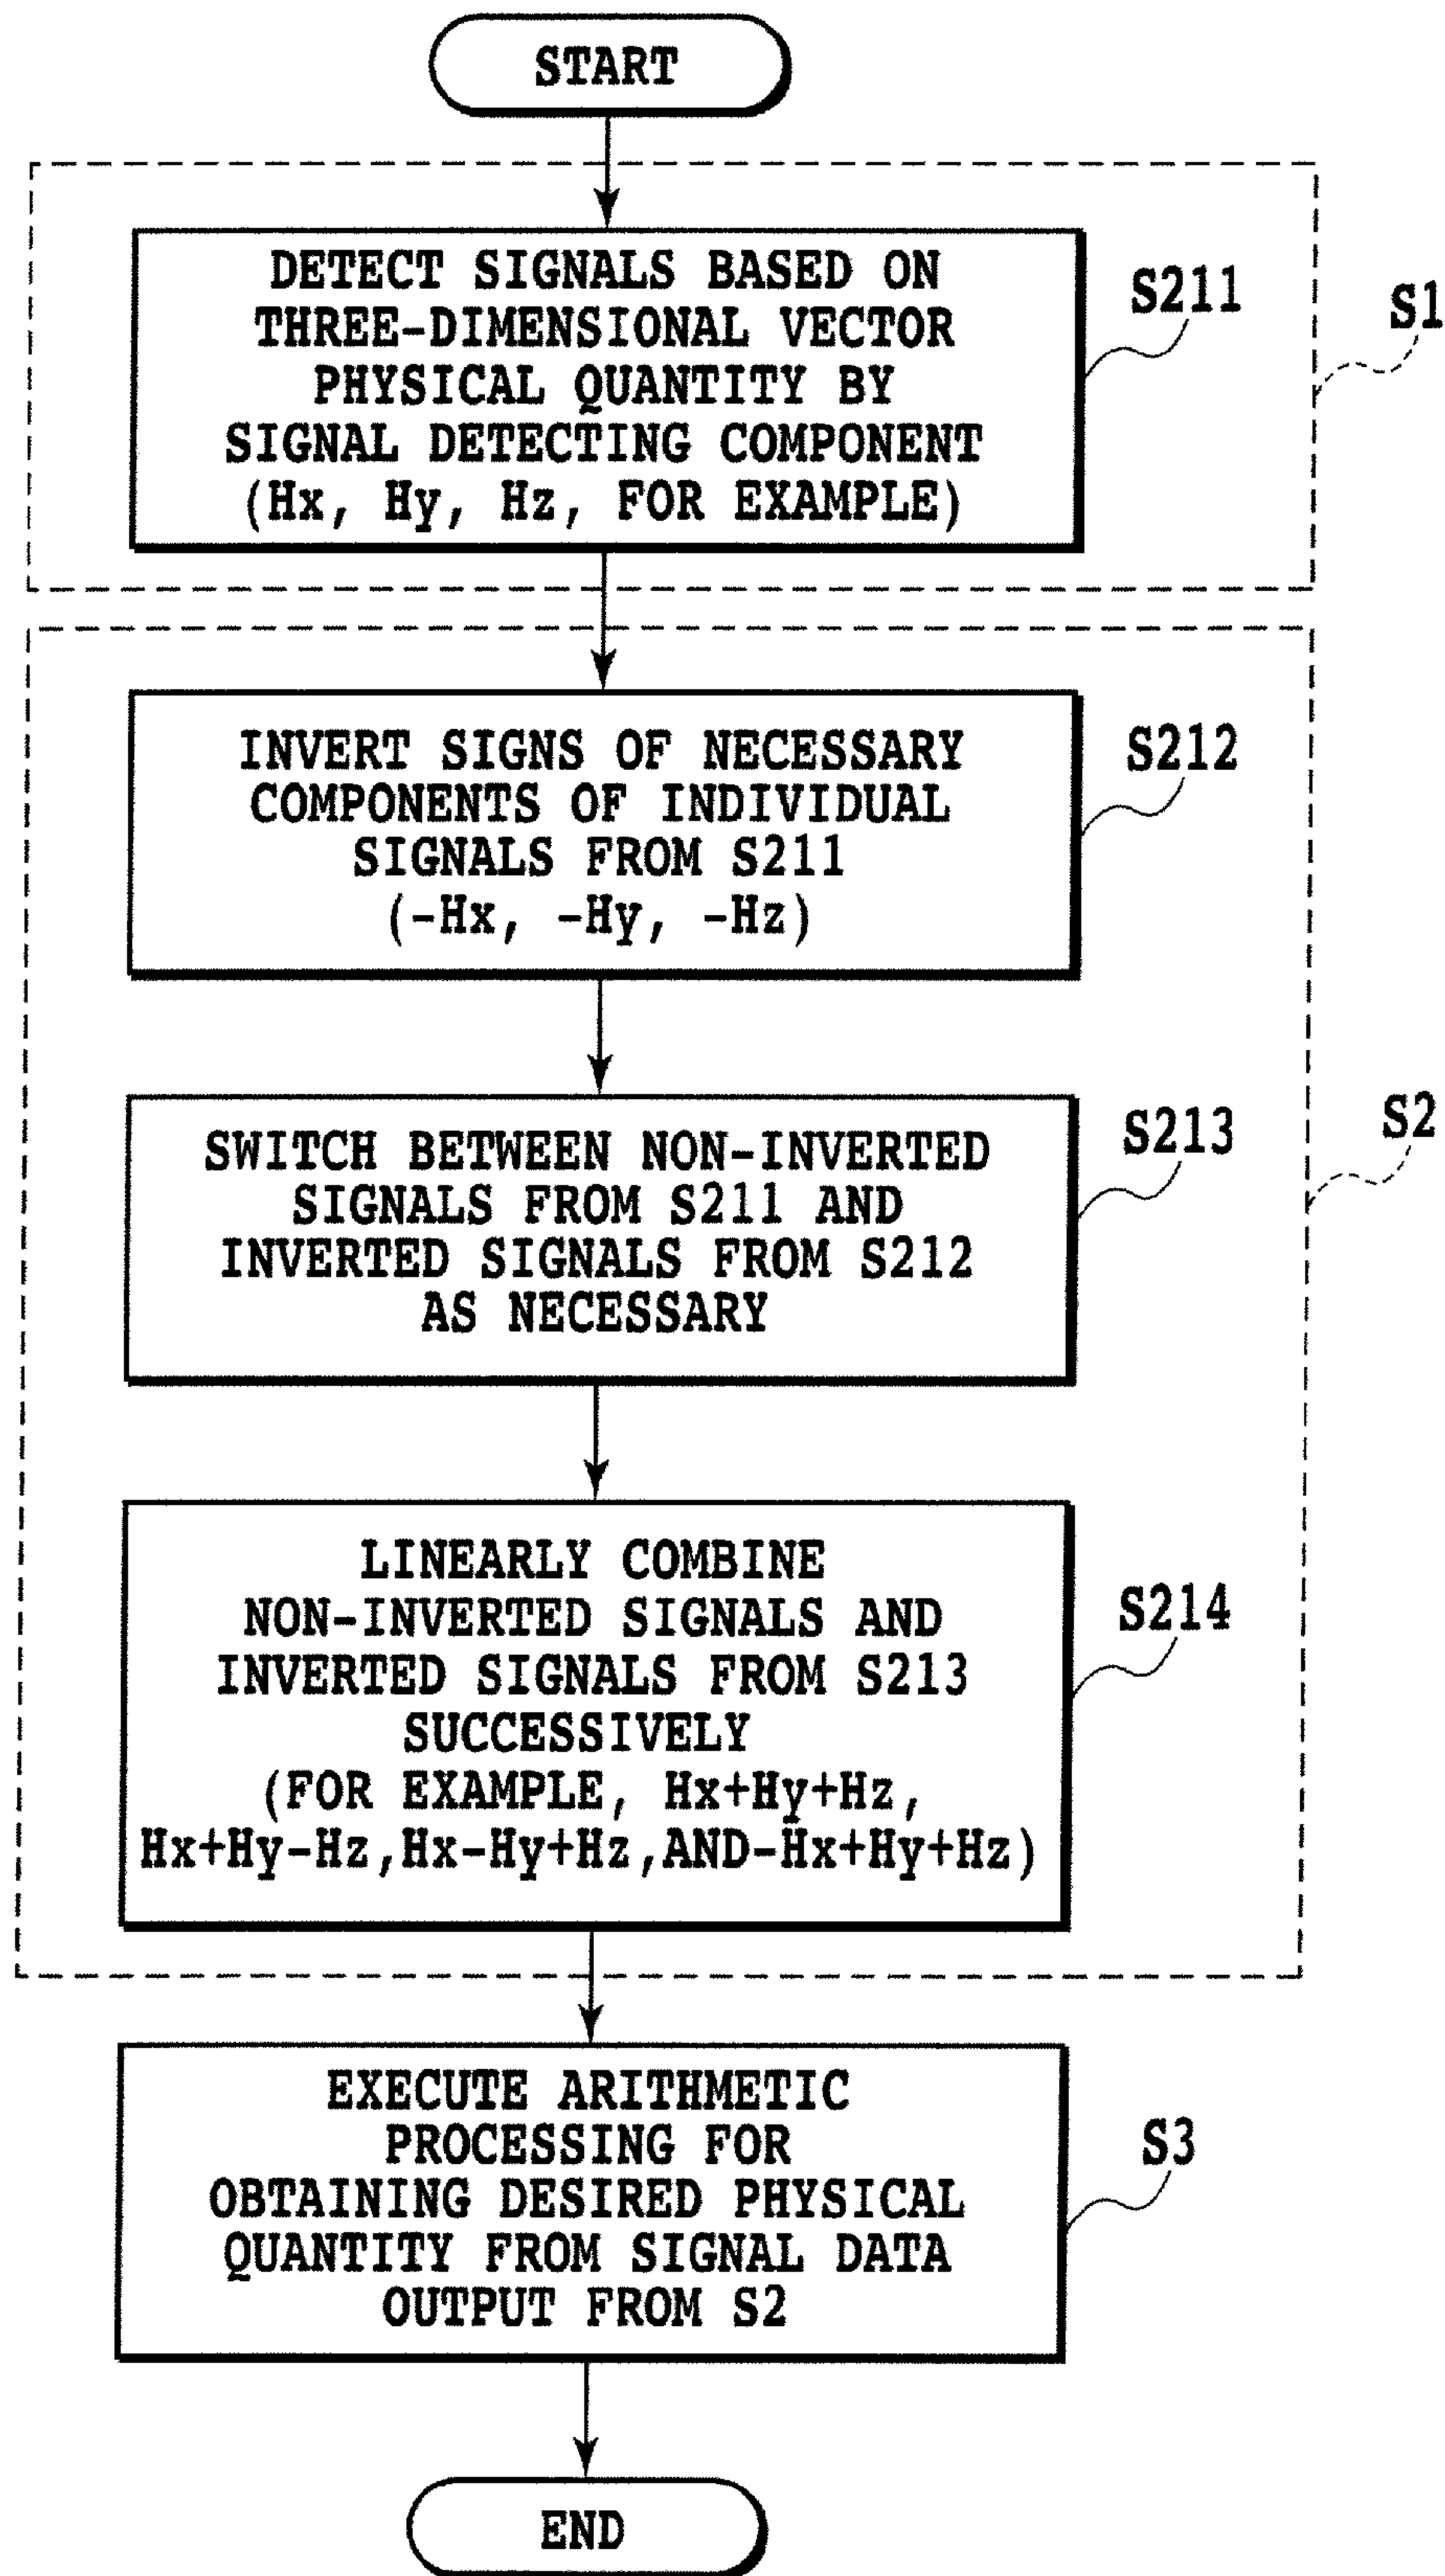 START
DETECT SIGNALS BASED ON
THREE-DIMENSIONAL VECTOR
PHYSICAL QUANTITY BY
SIGNAL DETECTING COMPONENT
(Hx, Hy, Hz, FOR EXAMPLE)
S211
S1
INVERT SIGNS OF NECESSARY
COMPONENTS OF INDIVIDUAL
SIGNALS FROM S211
(-Hx, -Hy, -Hz)
S212
SWITCH BETWEEN NON-INVERTED
SIGNALS FROM S211 AND
INVERTED SIGNALS FROM S212
AS NECESSARY
S213
S2
LINEARLY COMBINE
NON-INVERTED SIGNALS AND
INVERTED SIGNALS FROM S213
SUCCESSIVELY
(FOR EXAMPLE, Hx+Hy+Hz,
Hx+Hy-Hz,Hx-Hy+Hz,AND-Hx+Hy+Hz)
S214
EXECUTE ARITHMETIC
PROCESSING FOR
OBTAINING DESIRED PHYSICAL
QUANTITY FROM SIGNAL DATA
OUTPUT FROM S2
S3
END